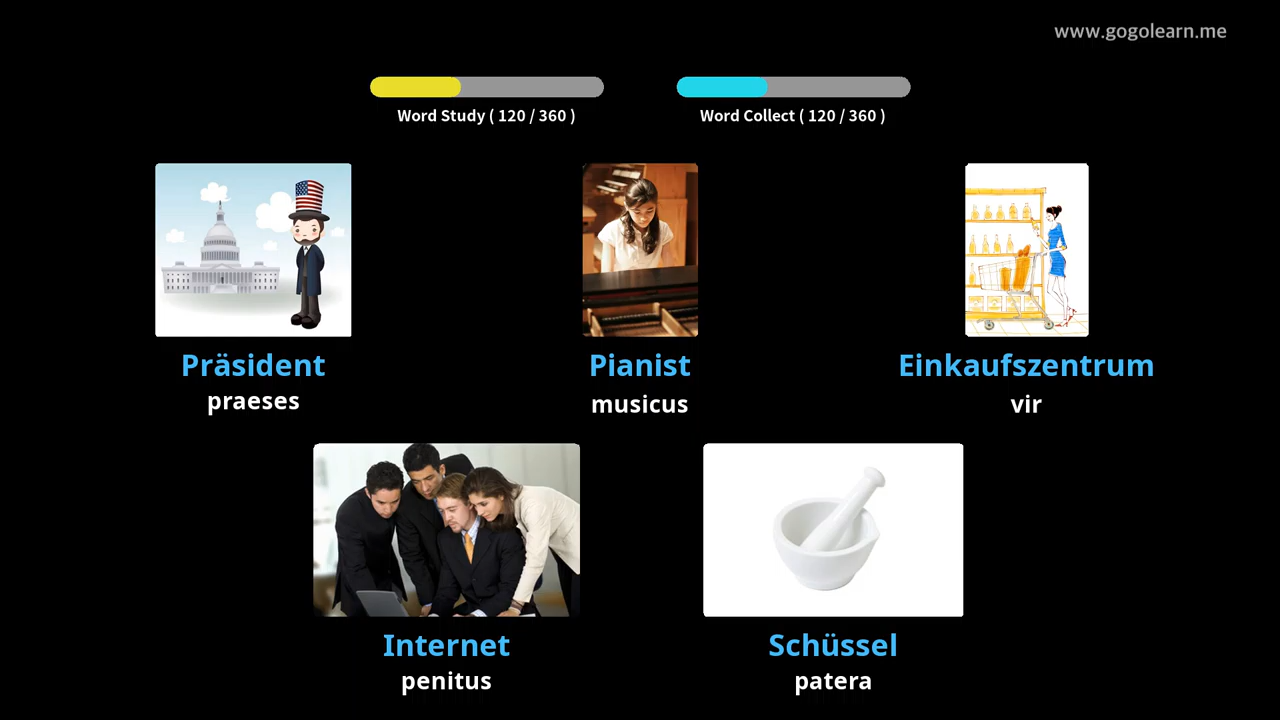 www.gogolearn.me
Word Study ( 120 / 360 )
Word Collect ( 120 / 360 )
Präsident
praeses
Pianist
musicus
Einkaufszentrum
vir
Internet
penitus
Schüssel
patera